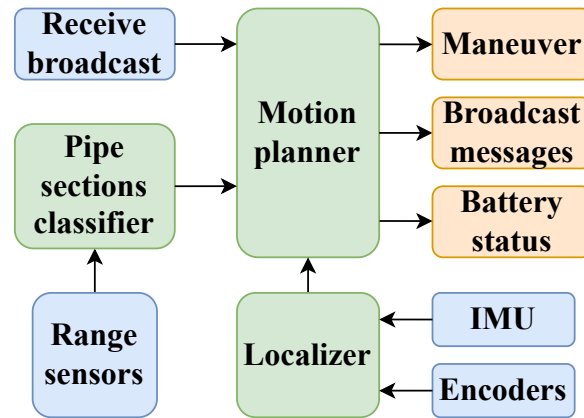 Receive
broadcast
Motion
planner
Maneuver
Broadcast
messages
Battery
status
Pipe
sections
classifier
Range
sensors
Localizer
IMU
Encoders